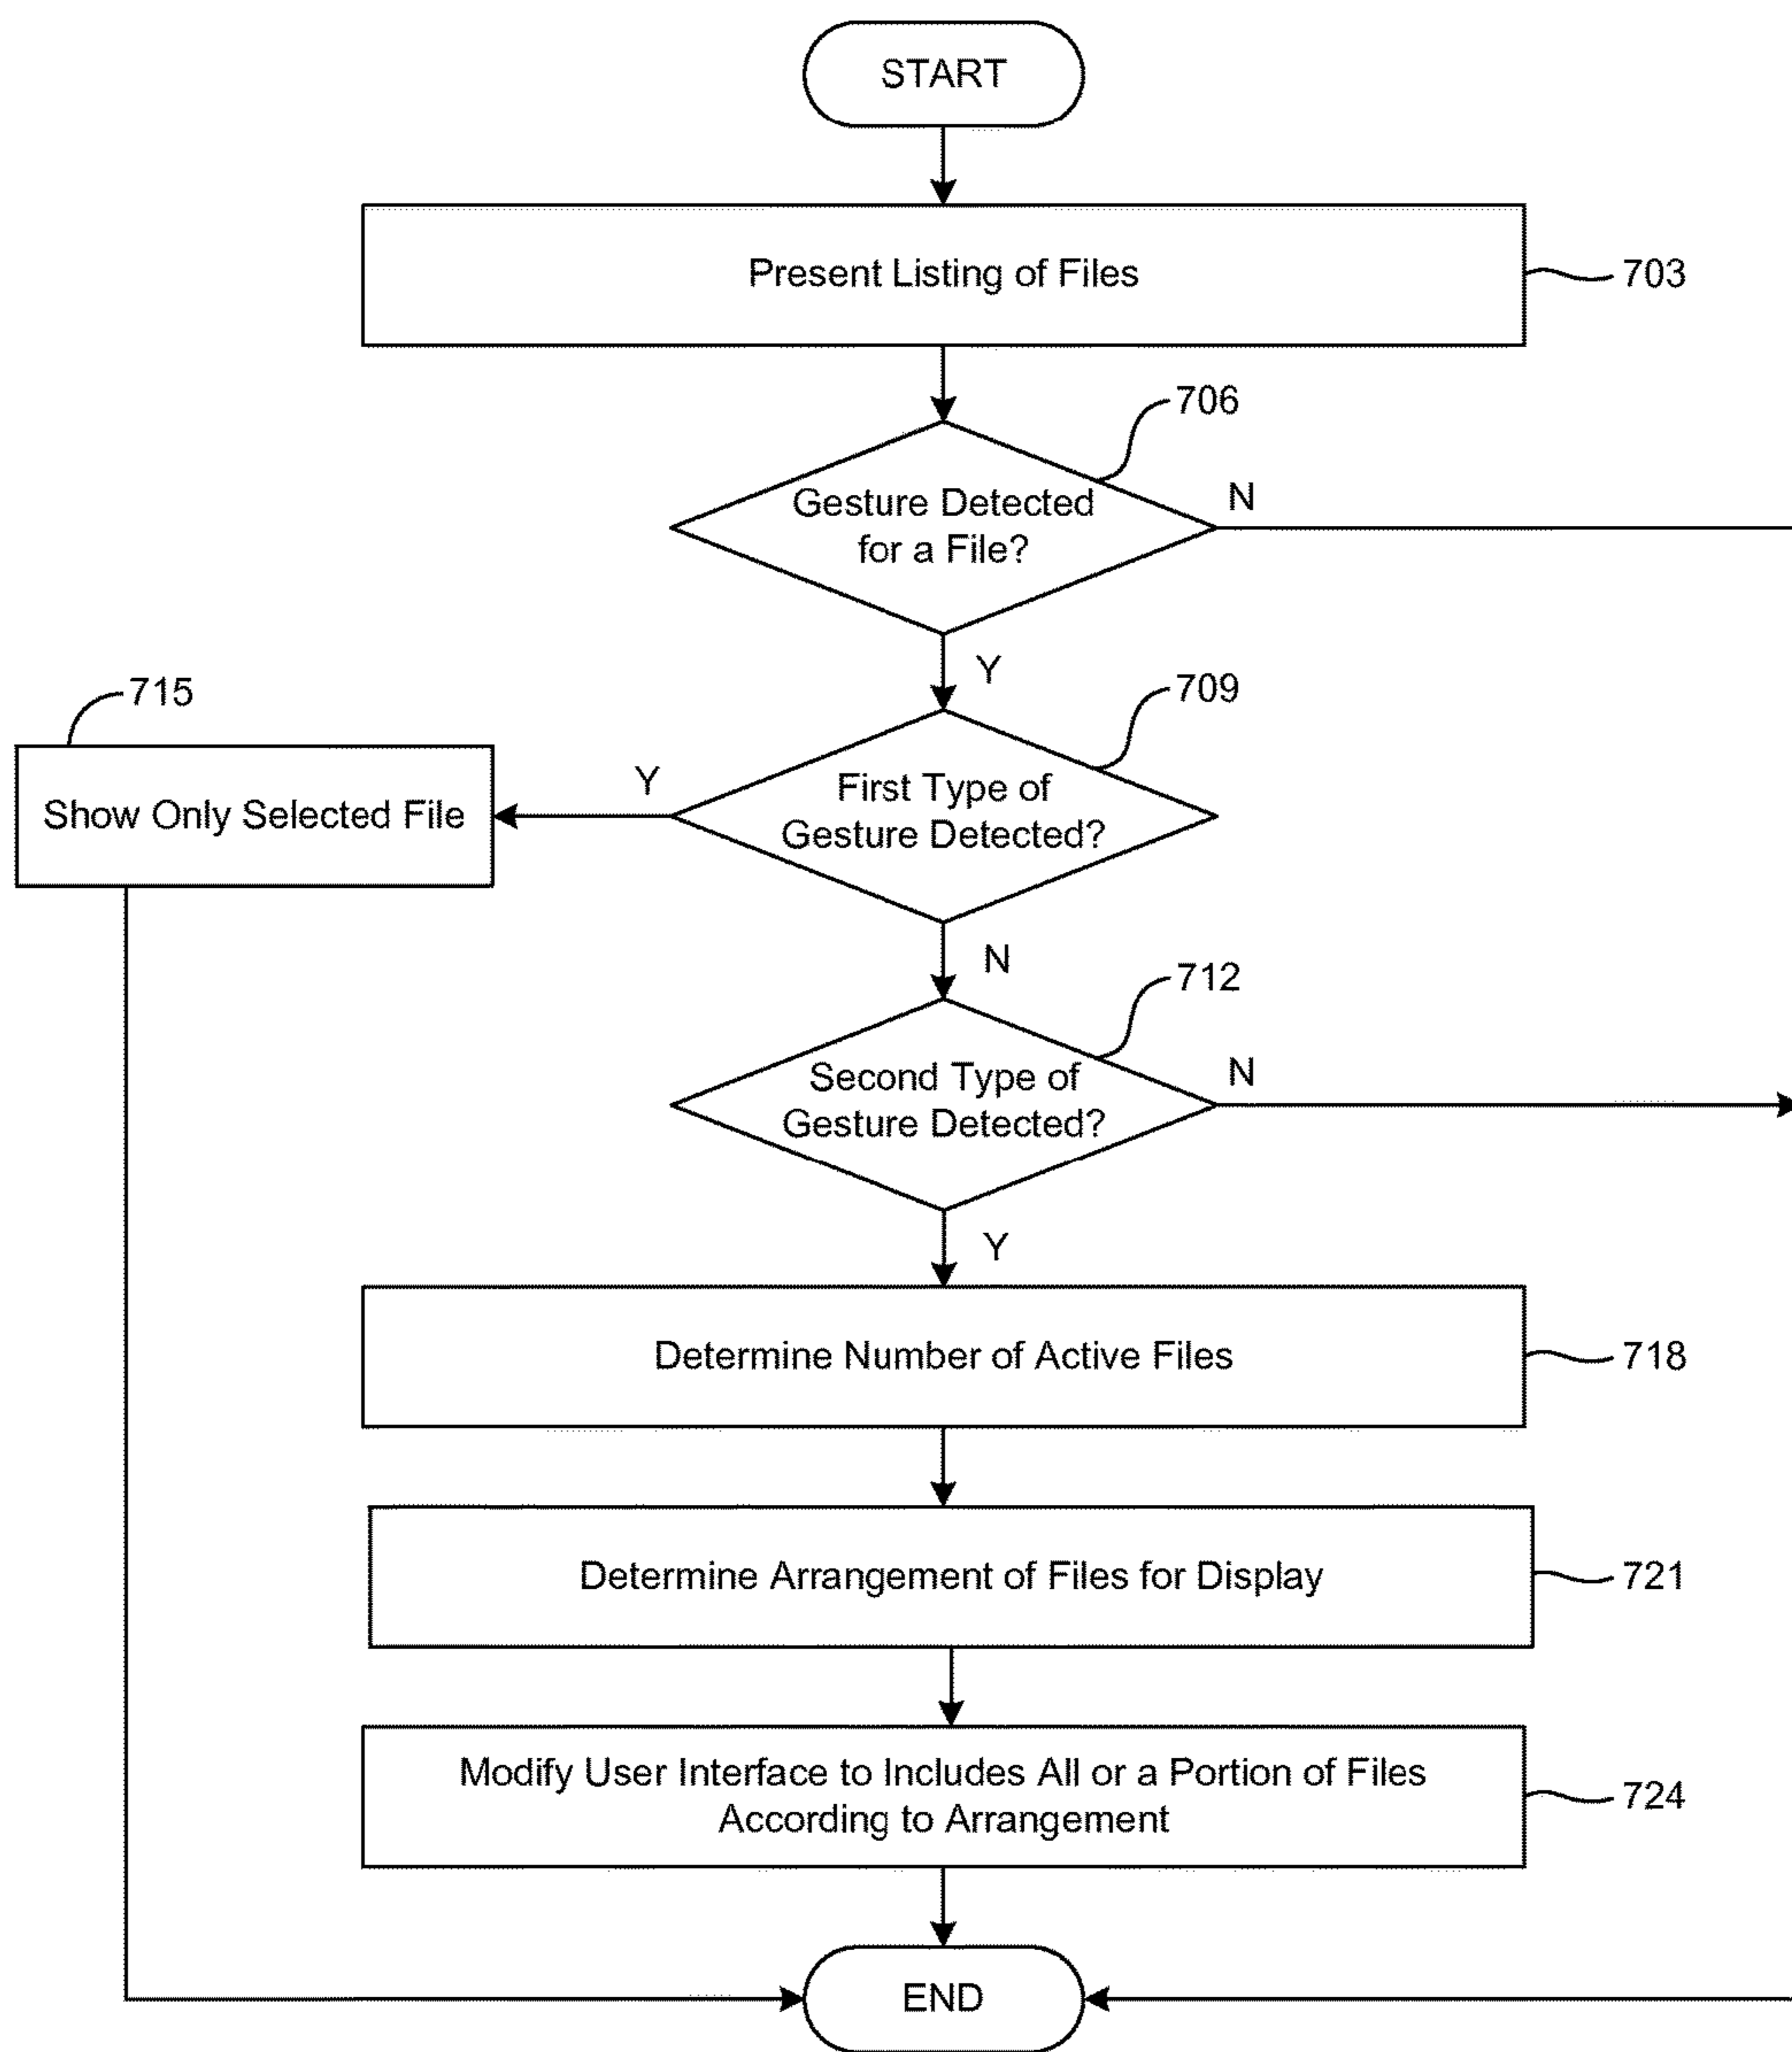 START
Present Listing of Files
703
706
Gesture Detected
for a File?
N
Y
715
709
Show Only Selected File
Y
First Type of
Gesture Detected?
N
712
Second Type of
Gesture Detected?
N
Y
Determine Number of Active Files
718
Determine Arrangement of Files for Display
721
Modify User Interface to Includes All or a Portion of Files
According to Arrangement
724
END